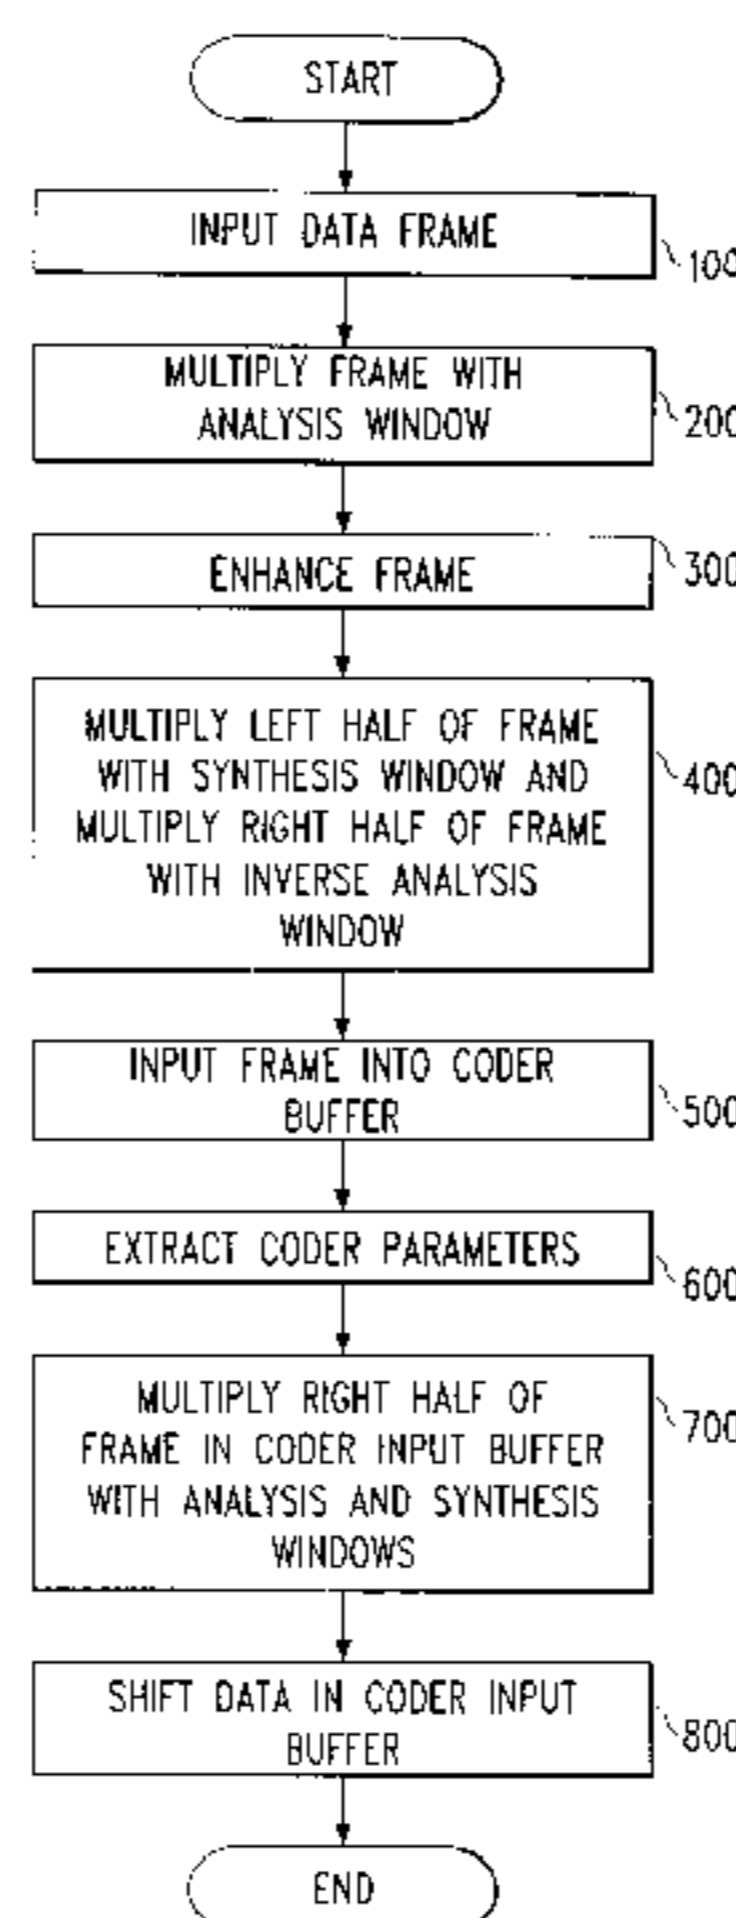 START
INPUT DATA FRAME
100
MULTIPLY FRAME WITH
ANALYSIS WINDOW
200
ENHANCE FRAME
300
MULTIPLY LEFT HALF OF FRAME
WITH SYNTHESIS WINDOW AND
MULTIPLY RIGHT HALF OF FRAME
WITH INVERSE ANALYSIS
WINDOW
400
INPUT FRAME INTO CODER
BUFFER
500
EXTRACT CODER PARAMETERS
600
MULTIPLY RIGHT HALF OF
FRAME IN CODER INPUT BUFFER
WITH ANALYSIS AND SYNTHESIS
WINDOWS
700
SHIFT DATA IN CODER INPUT
BUFFER
800
END